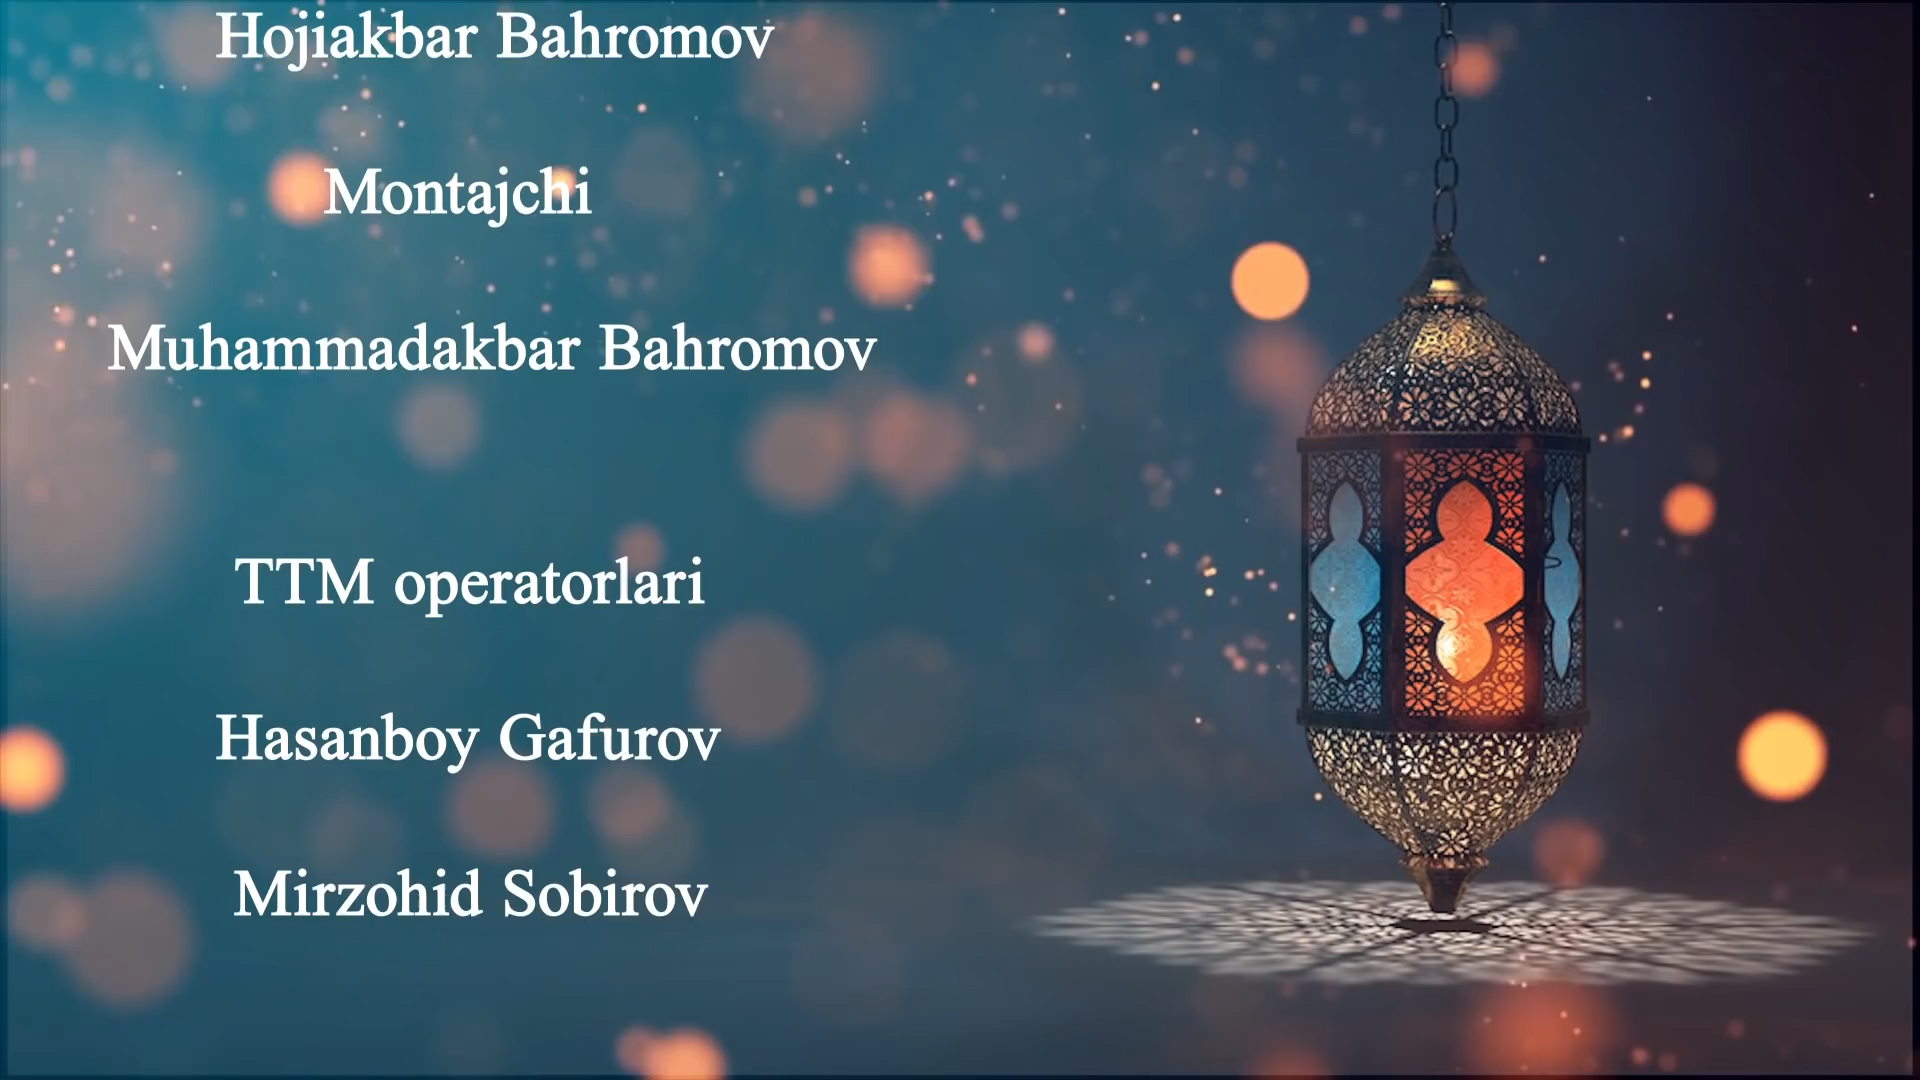 Hojiakbar Bahromov
Montajchi
Muhammadakbar Bahromov
TTM operatorlari
Hasanboy Gafurov
Mirzohid Sobirov